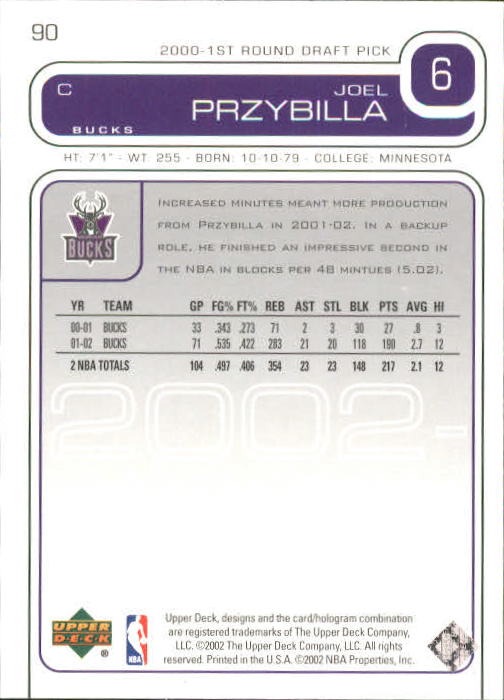 90
2000-1ST ROUND DRAFT PICK
6
C
JOEL
PRZYBILLA
BUCKS
HT: 7'1" - WT: 255 - BORN: 10-10-79 - COLLEGE: MINNESOTA
BUCKS
INCREASED MINUTES MEANT MORE PRODUCTION
FROM PRZYBILLA IN 2001-02. IN A BACKUP
ROLE, HE FINISHED AN IMPRESSIVE SECOND IN
THE NBA IN BLOCKS PER 48 MINTUES (5.02).
YR TEAM GP FG% FT% REB AST STL BLK PTS AVG HI
00-01 BUCKS 33 .343 .273 71 2 3 30 27 .8 3
01-02 BUCKS 71 .535 .422 283 21 20 118 190 2.7 12
2 NBA TOTALS 104 .497 .406 354 23 23 148 217 2.1 12
2002-
UPPER
DECK
®
NBA
Upper Deck, designs and the card/hologram combination
are registered trademarks of The Upper Deck Company,
LLC. ©2002 The Upper Deck Company, LLC. All rights
reserved. Printed in the U.S.A. ©2002 NBA Properties, Inc.